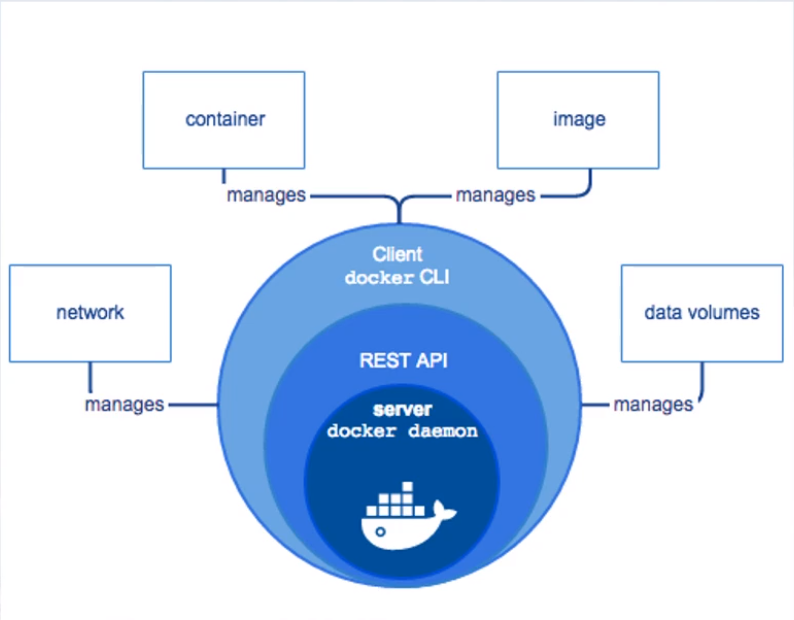 container
image
manages
manages
Client
docker CLI
network
data volumes
REST API
manages
server
manages
docker daemon